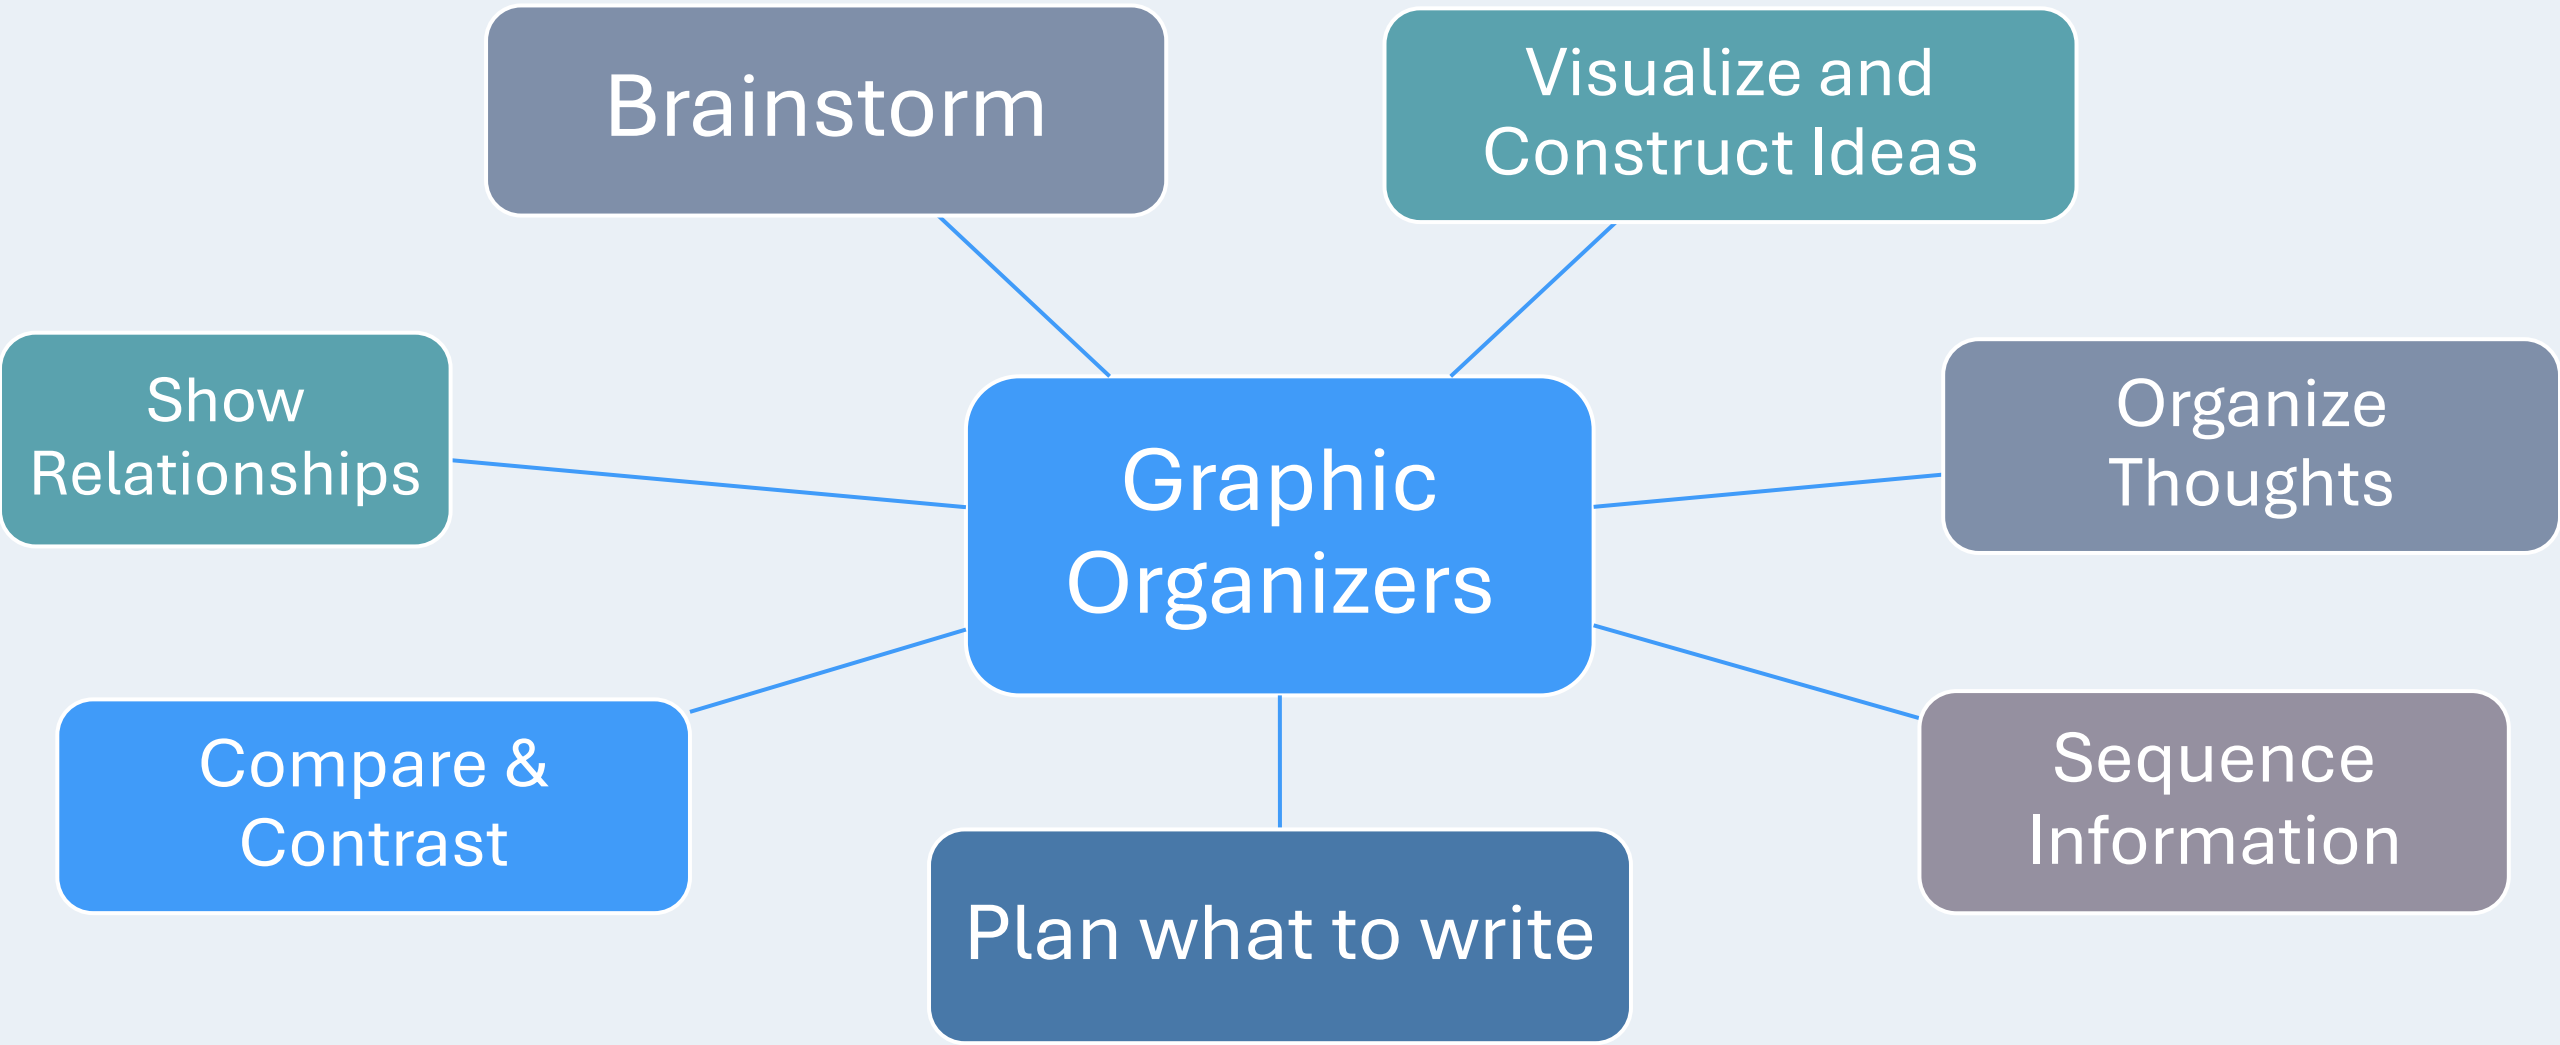 Brainstorm
Visualize and
Construct Ideas
Show
Relationships
Graphic
Organizers
Organize
Thoughts
Compare &
Contrast
Plan what to write
Sequence
Information